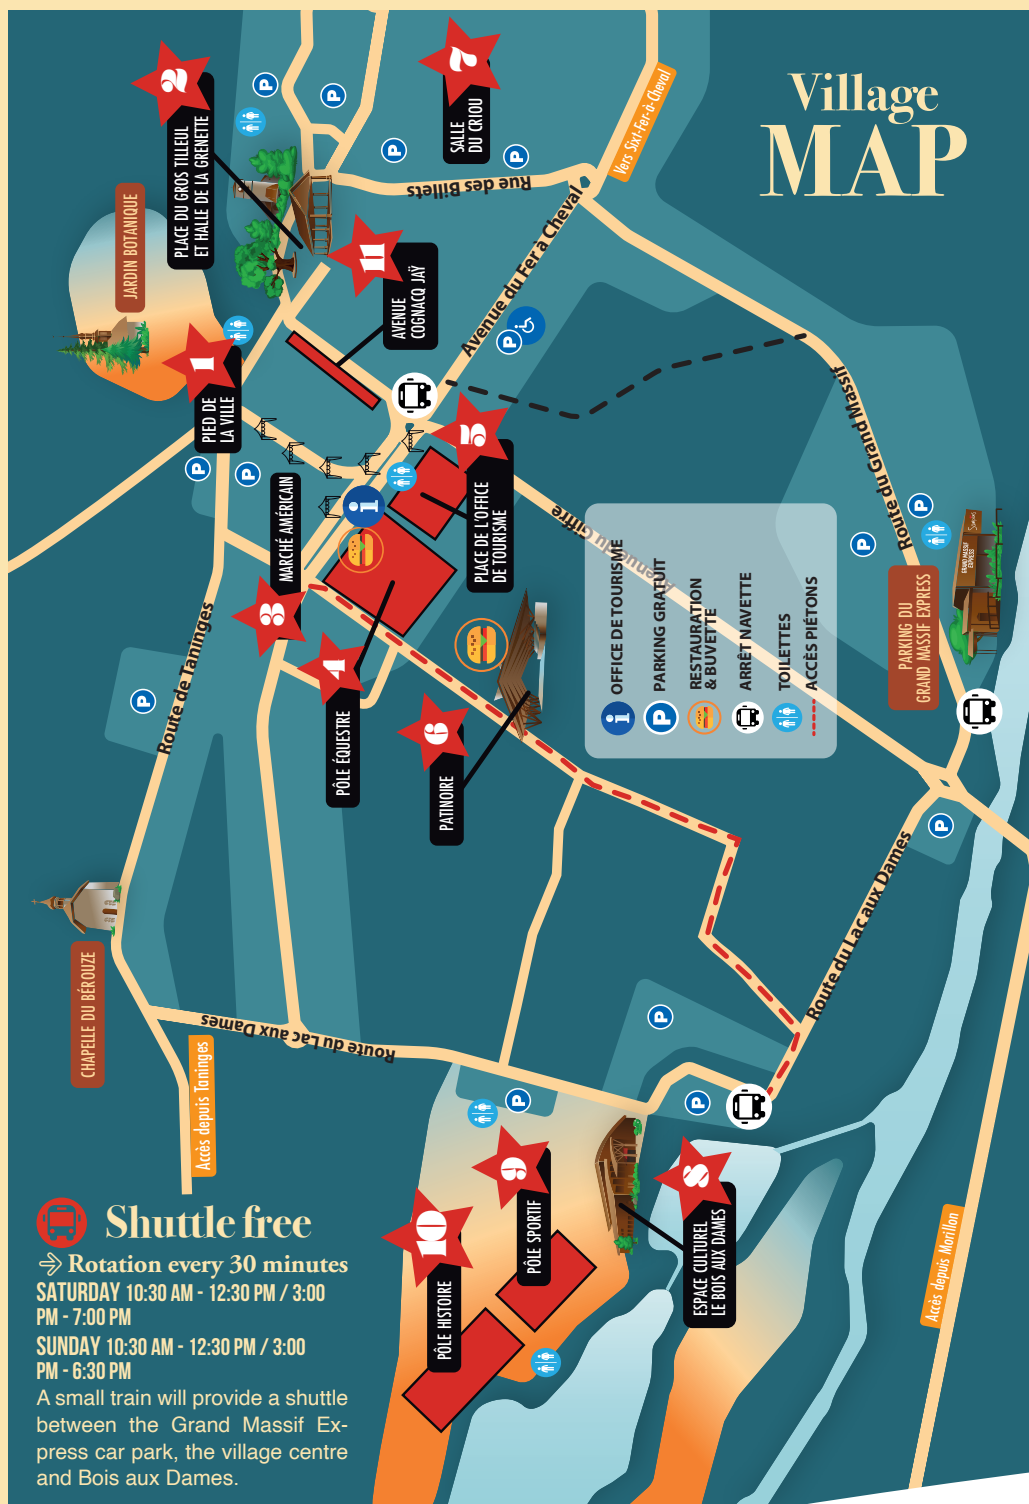 Village
MAP
2
PLACE DU GROS TILLEUL
ET HALLE DE LA GRENETTE
7
SALLE
DU CRIOU
Vers Sixt-Fer-à-Cheval
JARDIN BOTANIQUE
Rue des Billets
11
AVENUE
COGNACQ JAŸ
Avenue du Fer à Cheval
1
PIED DE
LA VILLE
P
3
MARCHÉ AMÉRICAIN
5
PLACE DE L'OFFICE
DE TOURISME
Avenue du Giffre
Route du Grand Massif
Route de Taninges
4
PÔLE ÉQUESTRE
6
PATINOIRE
i OFFICE DE TOURISME
P PARKING GRATUIT
RESTAURATION
& BUVETTE
ARRÊT NAVETTE
TOILETTES
ACCÈS PIÉTONS
PARKING DU
GRAND MASSIF EXPRESS
GRAND MASSIF
EXPRESS
CHAPELLE DU BÉROUZE
Route du Lac aux Dames
Route du Lac aux Dames
Accès depuis Taninges
10
PÔLE HISTOIRE
9
PÔLE SPORTIF
8
ESPACE CULTUREL
LE BOIS AUX DAMES
Accès depuis Morillon
Shuttle free
Rotation every 30 minutes
SATURDAY 10:30 AM - 12:30 PM / 3:00
PM - 7:00 PM
SUNDAY 10:30 AM - 12:30 PM / 3:00
PM - 6:30 PM
A small train will provide a shuttle
between the Grand Massif Ex-
press car park, the village centre
and Bois aux Dames.